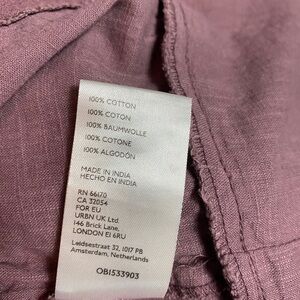 100% COTTON
100% COTON
100% BAUMWOLLE
100% COTONE
100% ALGODÓN
MADE IN INDIA
HECHO EN INDIA
RN 66170
CA 32054
FOR EU
URBN UK Ltd.
146 Brick Lane,
LONDON E1 6RU
Leidsestraat 32, 1017 PB
Amsterdam, Netherlands
OB1533903